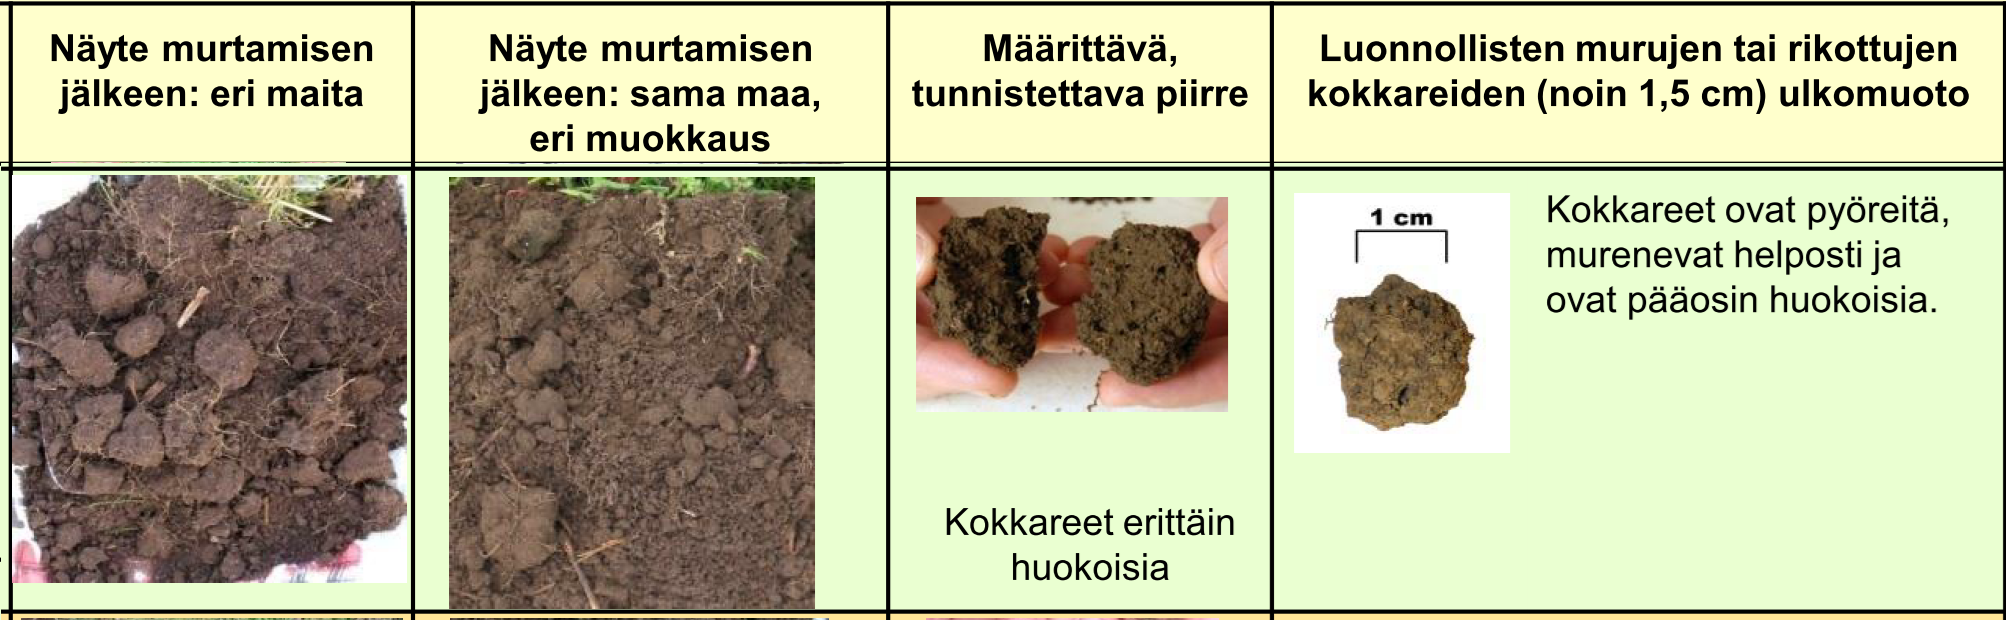 Näyte murtamisen
jälkeen: eri maita
Näyte murtamisen
jälkeen: sama maa,
eri muokkaus
Määrittävä,
tunnistettava piirre
Luonnollisten murujen tai rikottujen
kokkareiden (noin 1,5 cm) ulkomuoto
Kokkareet erittäin
huokoisia
1 cm
Kokkareet ovat pyöreitä,
murenevat helposti ja
ovat pääosin huokoisia.